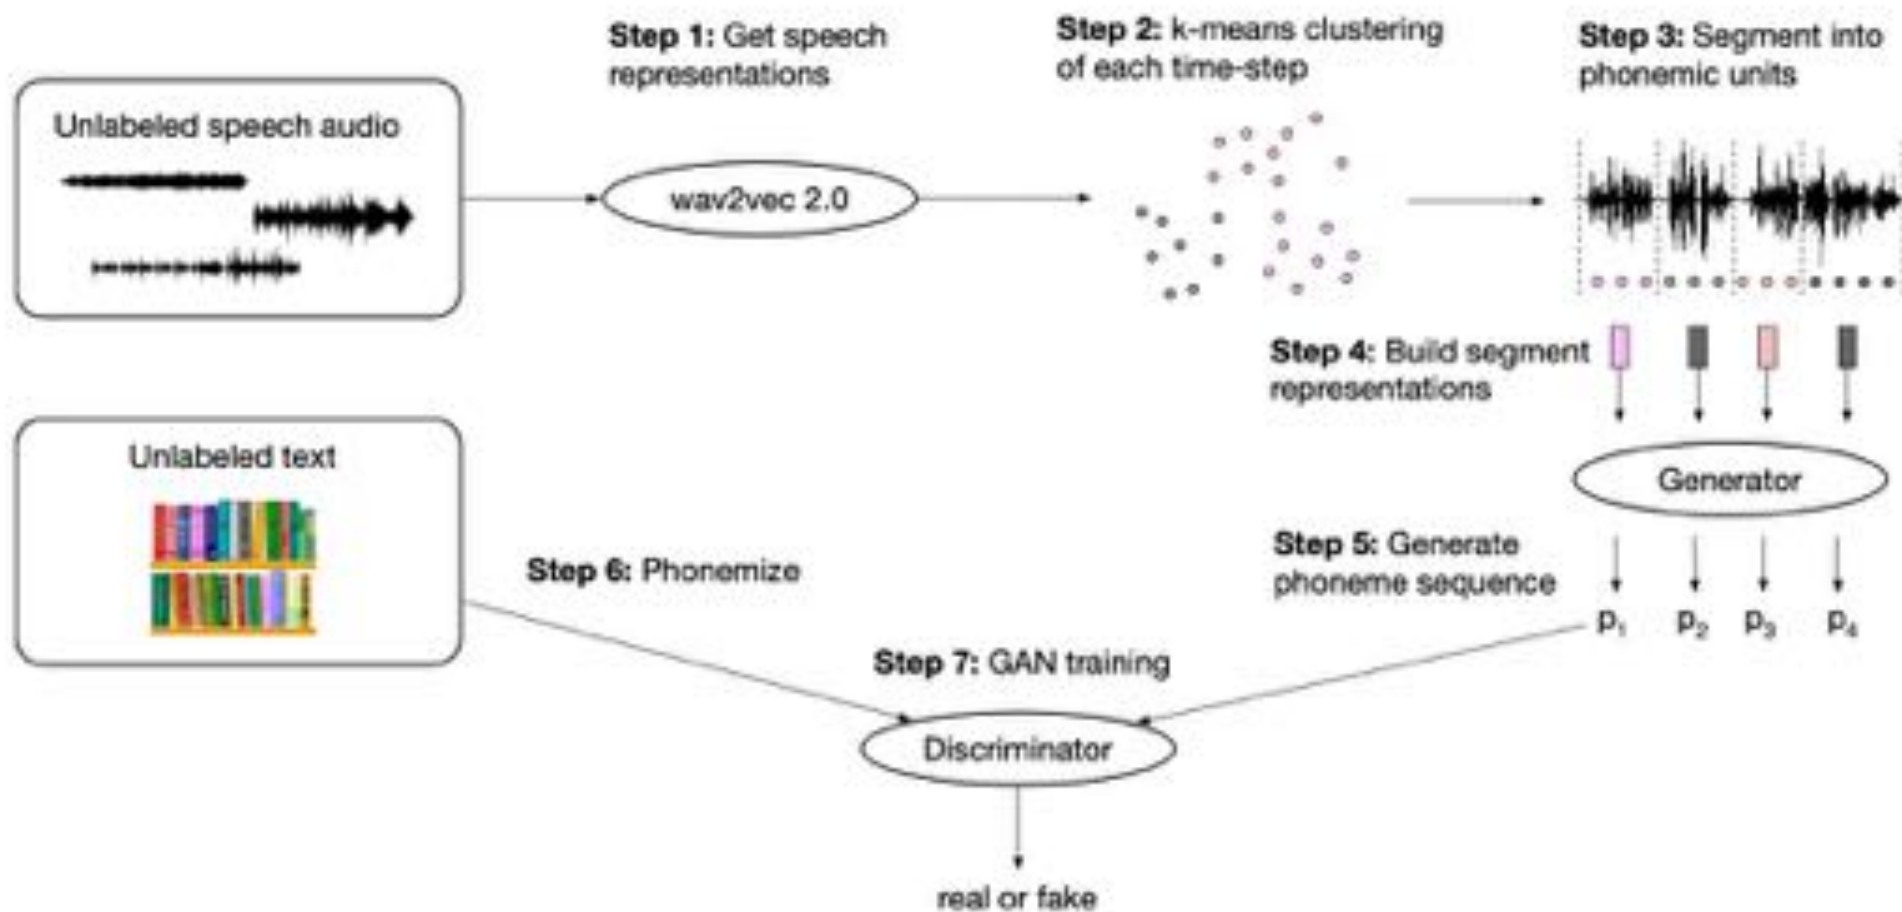 Step 1: Get speech
representations
Step 2: k-means clustering
of each time-step
Step 3: Segment into
phonemic units
Unlabeled speech audio
wav2vec 2.0
Step 4: Build segment
representations
Unlabeled text
Generator
Step 5: Generate
phoneme sequence
Step 6: Phonemize
p₁ p₂ p₃ p₄
Step 7: GAN training
Discriminator
real or fake